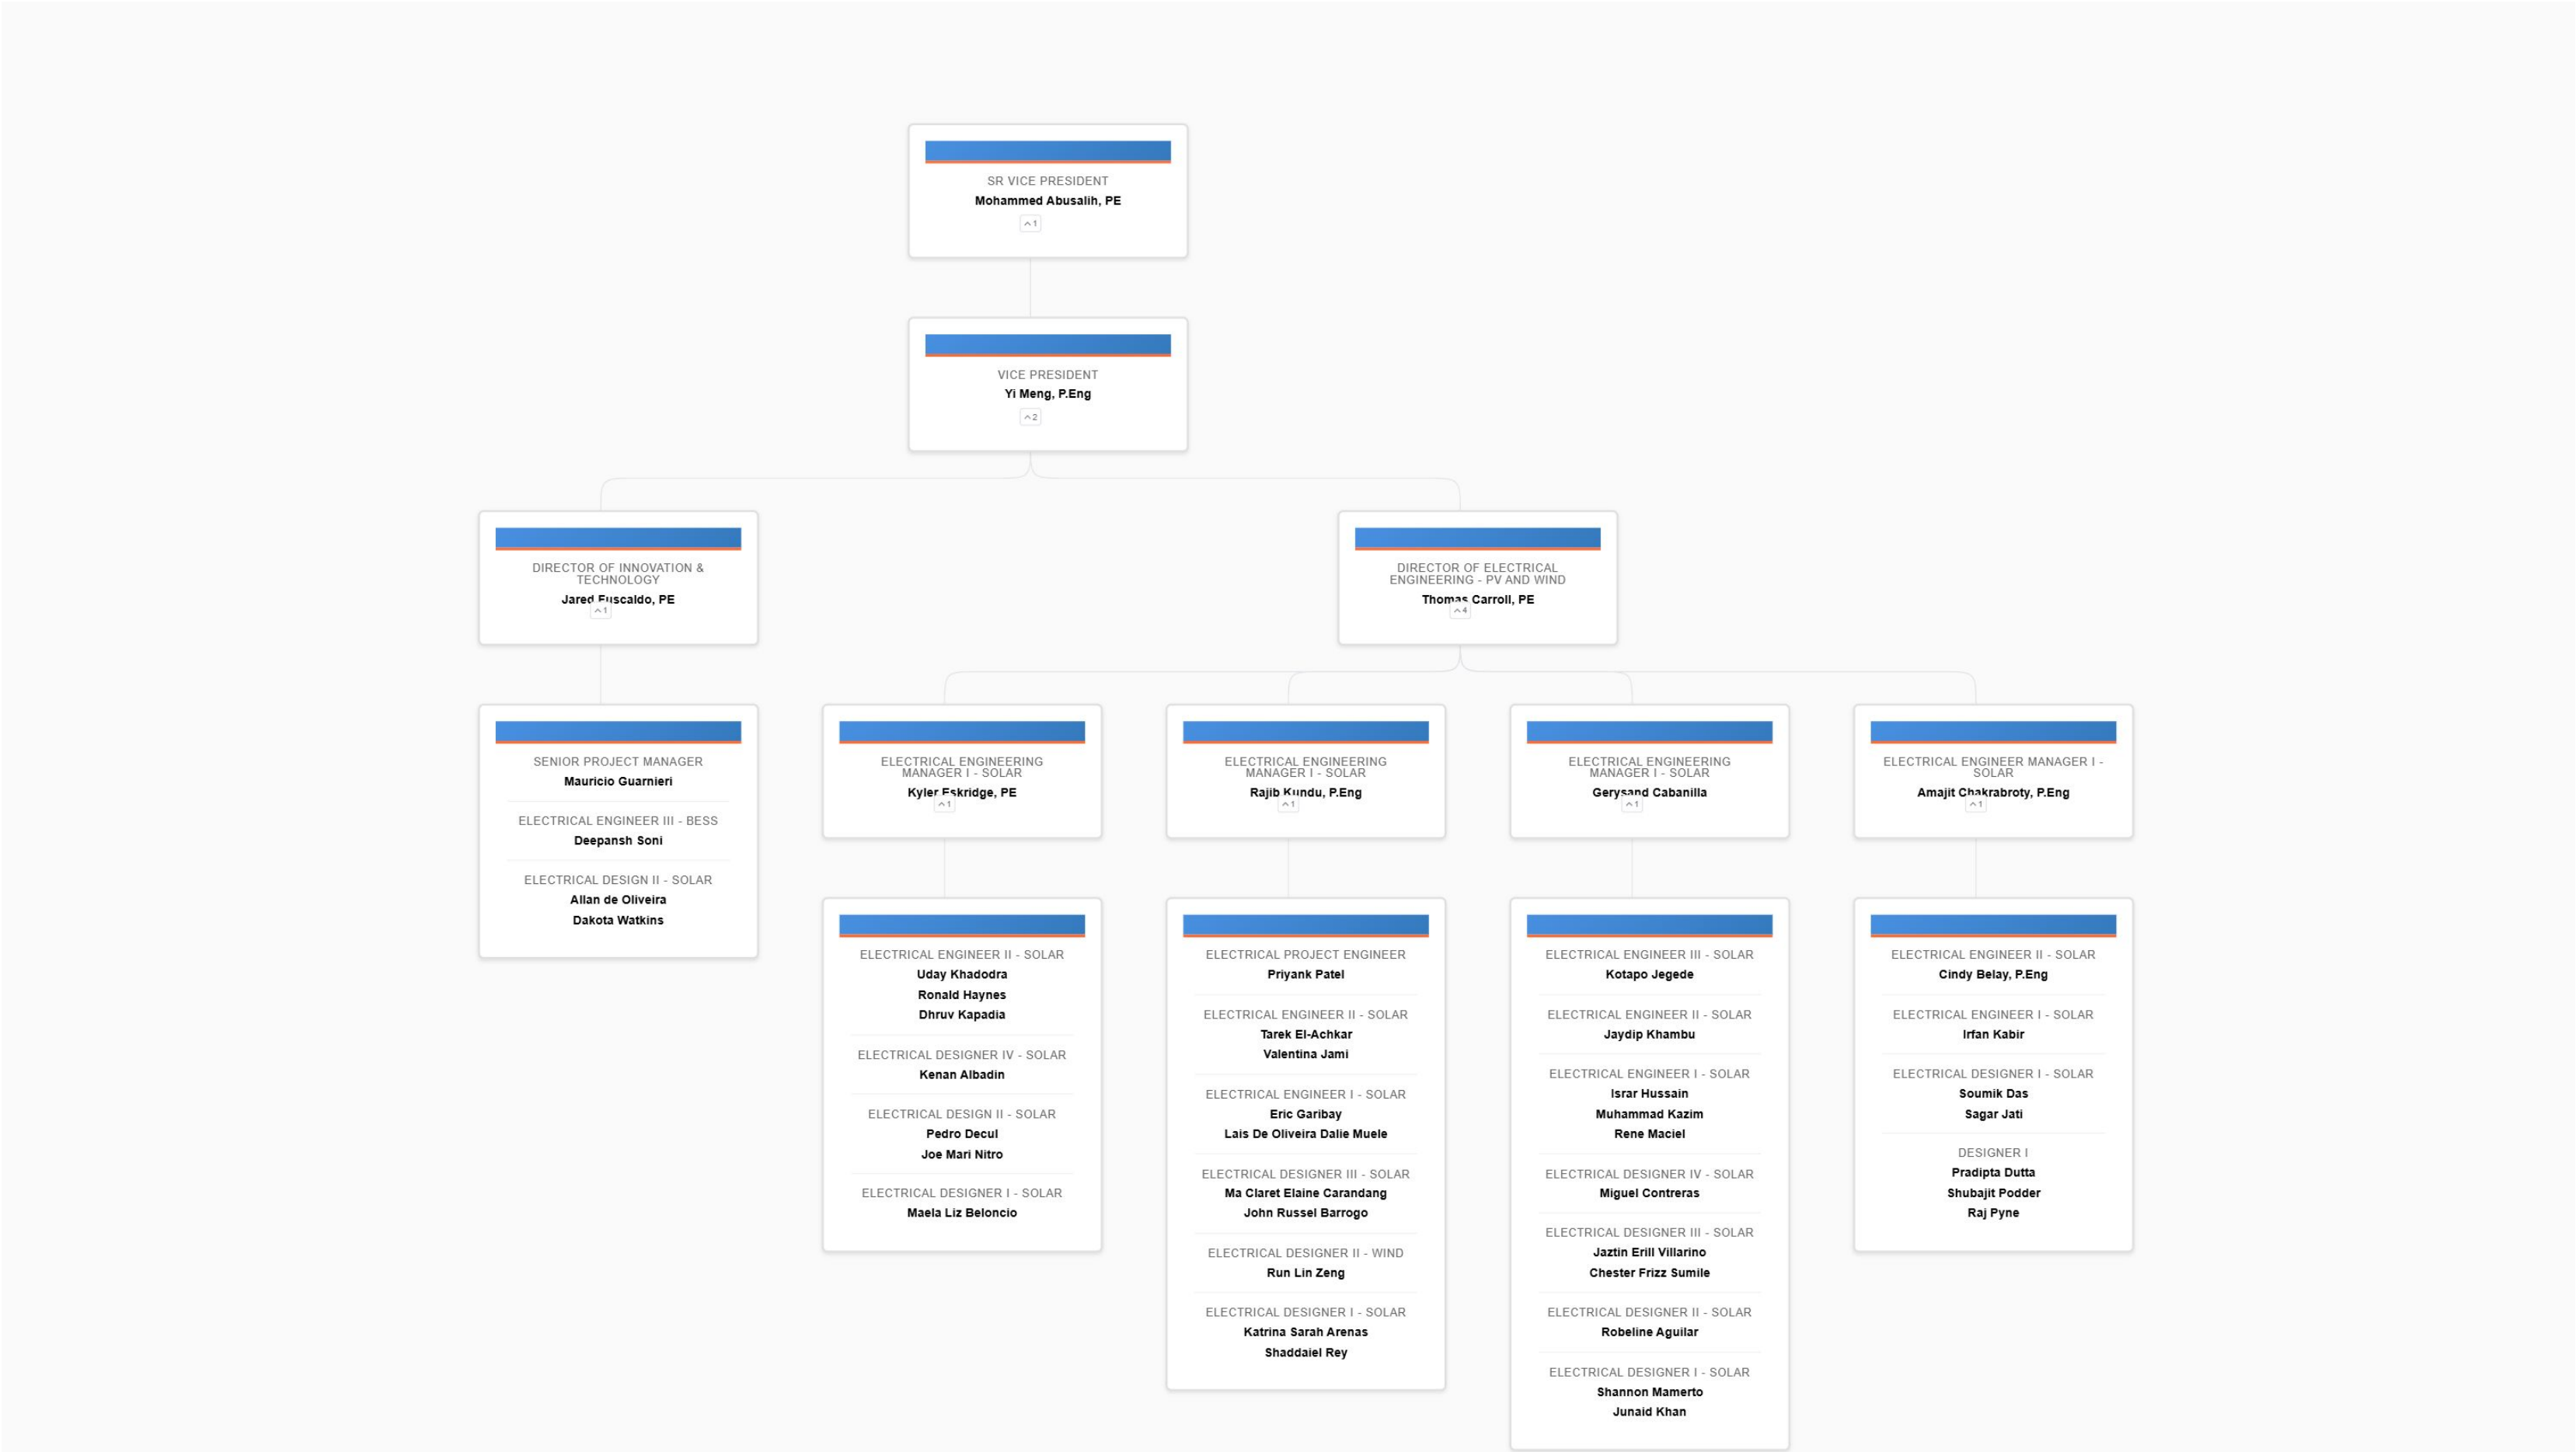 SR VICE PRESIDENT
Mohammed Abusalih, PE
1
VICE PRESIDENT
Yi Meng, P.Eng
2
DIRECTOR OF INNOVATION &
TECHNOLOGY
Jared Fuscaldo, PE
1
DIRECTOR OF ELECTRICAL
ENGINEERING - PV AND WIND
Thomas Carroll, PE
4
SENIOR PROJECT MANAGER
Mauricio Guarnieri
ELECTRICAL ENGINEER III - BESS
Deepansh Soni
ELECTRICAL DESIGN II - SOLAR
Allan de Oliveira
Dakota Watkins
ELECTRICAL ENGINEERING
MANAGER I - SOLAR
Kyler Eskridge, PE
1
ELECTRICAL ENGINEERING
MANAGER I - SOLAR
Rajib Kundu, P.Eng
1
ELECTRICAL ENGINEERING
MANAGER I - SOLAR
Gerysand Cabanilla
1
ELECTRICAL ENGINEER MANAGER I -
SOLAR
Amajit Chakrabroty, P.Eng
1
ELECTRICAL ENGINEER II - SOLAR
Uday Khadodra
Ronald Haynes
Dhruv Kapadia
ELECTRICAL DESIGNER IV - SOLAR
Kenan Albadin
ELECTRICAL DESIGN II - SOLAR
Pedro Decul
Joe Mari Nitro
ELECTRICAL DESIGNER I - SOLAR
Maela Liz Beloncio
ELECTRICAL PROJECT ENGINEER
Priyank Patel
ELECTRICAL ENGINEER II - SOLAR
Tarek El-Achkar
Valentina Jami
ELECTRICAL ENGINEER I - SOLAR
Eric Garibay
Lais De Oliveira Dalie Muele
ELECTRICAL DESIGNER III - SOLAR
Ma Claret Elaine Carandang
John Russel Barrogo
ELECTRICAL DESIGNER II - WIND
Run Lin Zeng
ELECTRICAL DESIGNER I - SOLAR
Katrina Sarah Arenas
Shaddaiel Rey
ELECTRICAL ENGINEER III - SOLAR
Kotapo Jegede
ELECTRICAL ENGINEER II - SOLAR
Jaydip Khambu
ELECTRICAL ENGINEER I - SOLAR
Israr Hussain
Muhammad Kazim
Rene Maciel
ELECTRICAL DESIGNER IV - SOLAR
Miguel Contreras
ELECTRICAL DESIGNER III - SOLAR
Jaztin Erill Villarino
Chester Frizz Sumile
ELECTRICAL DESIGNER II - SOLAR
Robeline Aguilar
ELECTRICAL DESIGNER I - SOLAR
Shannon Mamerto
Junaid Khan
ELECTRICAL ENGINEER II - SOLAR
Cindy Belay, P.Eng
ELECTRICAL ENGINEER I - SOLAR
Irfan Kabir
ELECTRICAL DESIGNER I - SOLAR
Soumik Das
Sagar Jati
DESIGNER I
Pradipta Dutta
Shubajit Podder
Raj Pyne